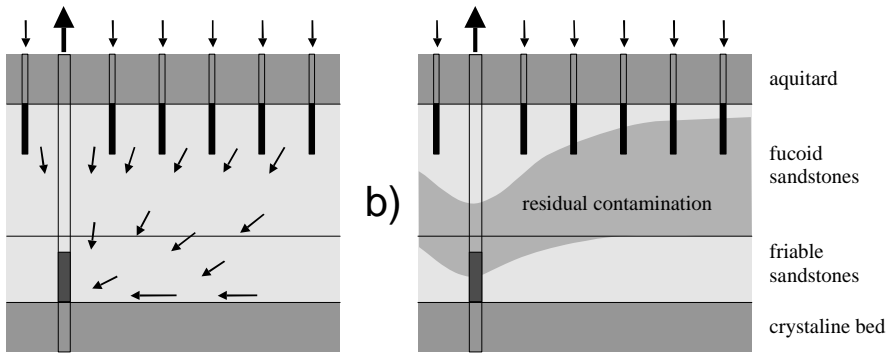 aquitard
fucoid
sandstones
b)
residual contamination
friable
sandstones
crystaline bed